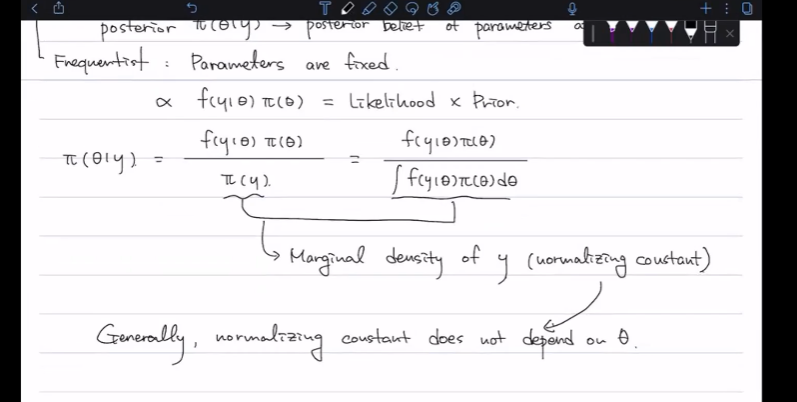 posterior π(θ|y) → posterior belief of parameters
Frequentist : Parameters are fixed.
∝ f(y|θ) π(θ) = Likelihood × Prior.
π(θ|y) = f(y|θ) π(θ) / π(y). = f(y|θ)π(θ) / ∫ f(y|θ)π(θ)dθ
Marginal density of y (normalizing constant)
Generally, normalizing constant does not depend on θ.